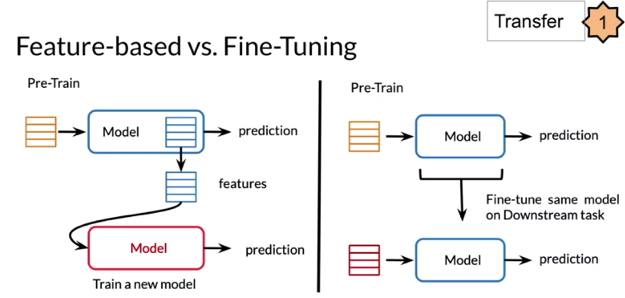 Transfer 1
Feature-based vs. Fine-Tuning
Pre-Train
Model
prediction
features
Model
prediction
Train a new model
Pre-Train
Model
prediction
Fine-tune same model
on Downstream task
Model
prediction